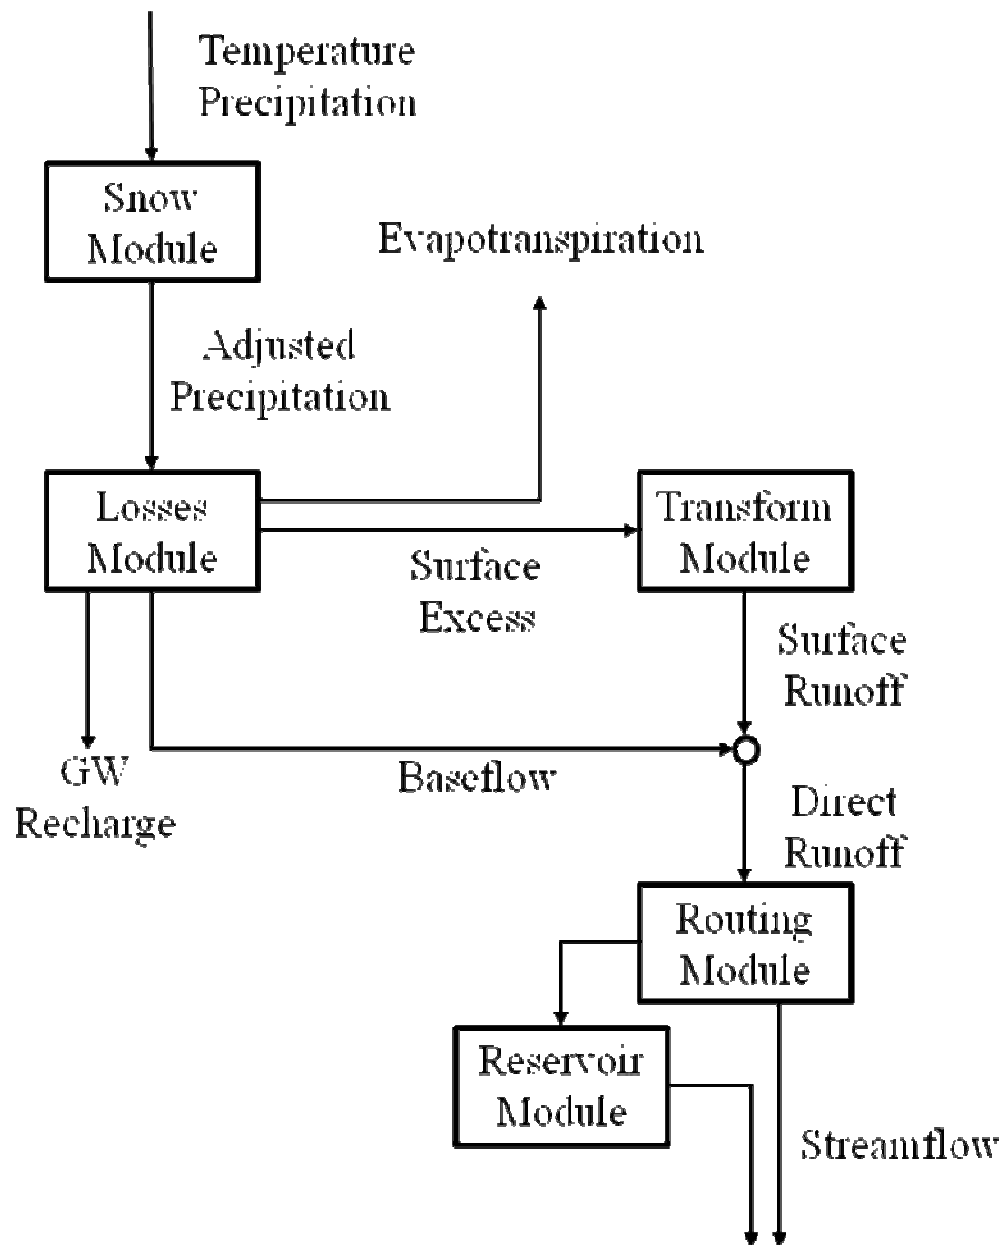 Temperature
Precipitation
Snow
Module
Evapotranspiration
Adjusted
Precipitation
Losses
Module
Transform
Module
Surface
Excess
Surface
Runoff
GW
Recharge
Baseflow
Direct
Runoff
Routing
Module
Reservoir
Module
Streamflow